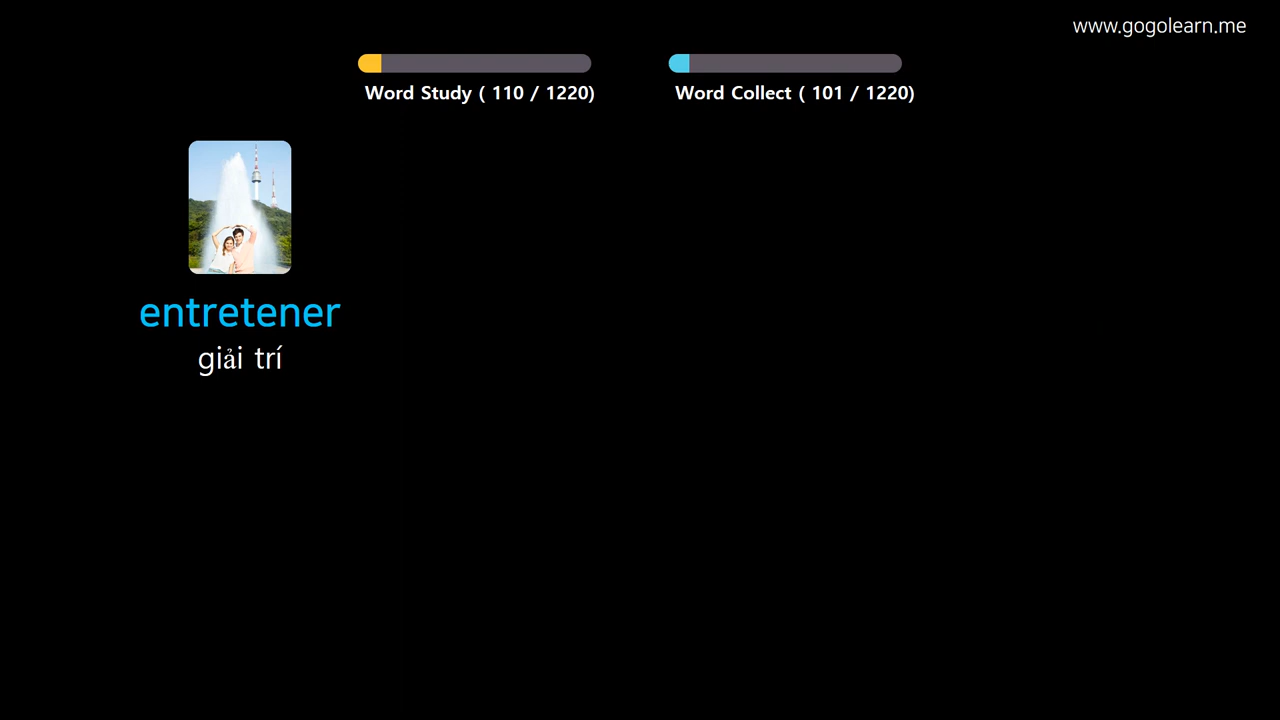 www.gogolearn.me
Word Study ( 110 / 1220)
Word Collect ( 101 / 1220)
entretener
giải trí